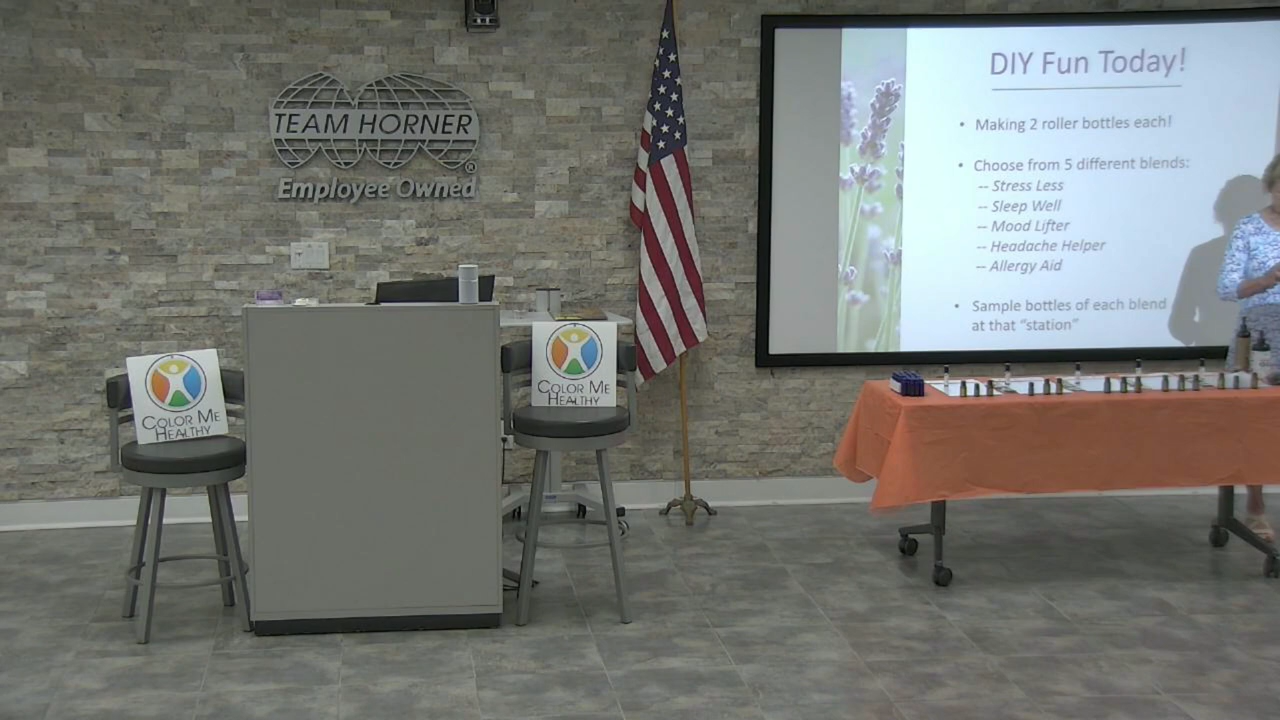 TEAM HORNER
®
Employee Owned
COLOR ME
HEALTHY
COLOR ME
HEALTHY
DIY Fun Today!
• Making 2 roller bottles each!
• Choose from 5 different blends:
-- Stress Less
-- Sleep Well
-- Mood Lifter
-- Headache Helper
-- Allergy Aid
• Sample bottles of each blend
at that “station”